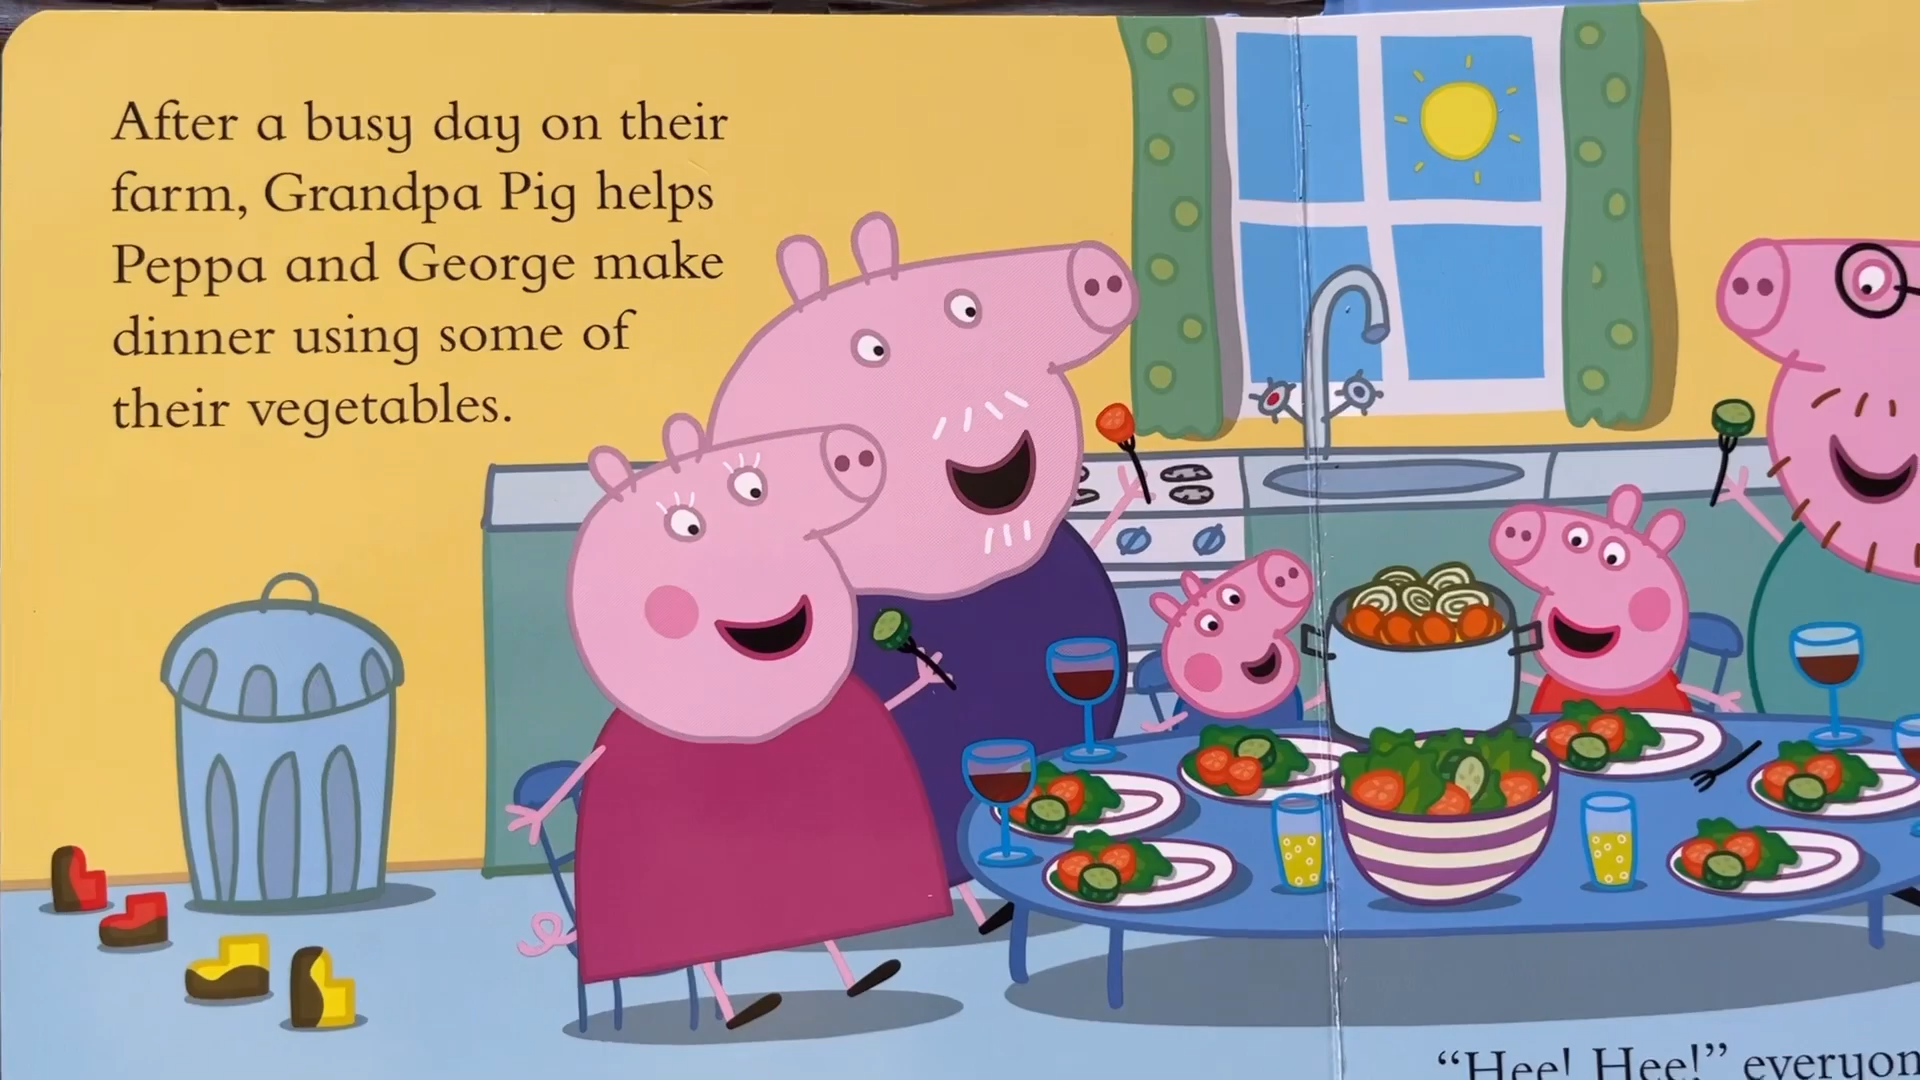 After a busy day on their
farm, Grandpa Pig helps
Peppa and George make
dinner using some of
their vegetables.
“Hee! Hee!” everyon